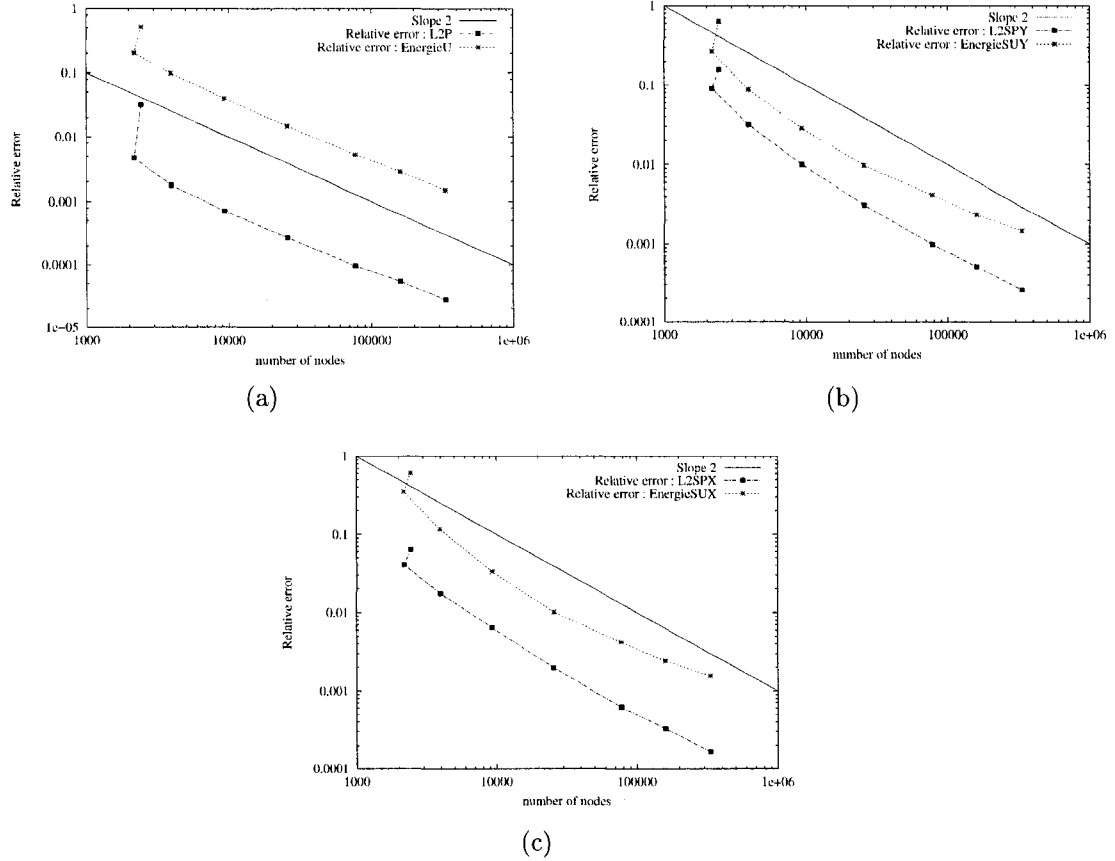 Slope 2
Relative error : L2P
Relative error : EnergieU
1
0.1
0.01
0.001
0.0001
1e−05
Relative error
1000
10000
100000
1e+06
number of nodes
(a)
Slope 2
Relative error : L2SPY
Relative error : EnergieSUY
1
0.1
0.01
0.001
0.0001
Relative error
1000
10000
100000
1e+06
number of nodes
(b)
Slope 2
Relative error : L2SPX
Relative error : EnergieSUX
1
0.1
0.01
0.001
0.0001
Relative error
1000
10000
100000
1e+06
number of nodes
(c)